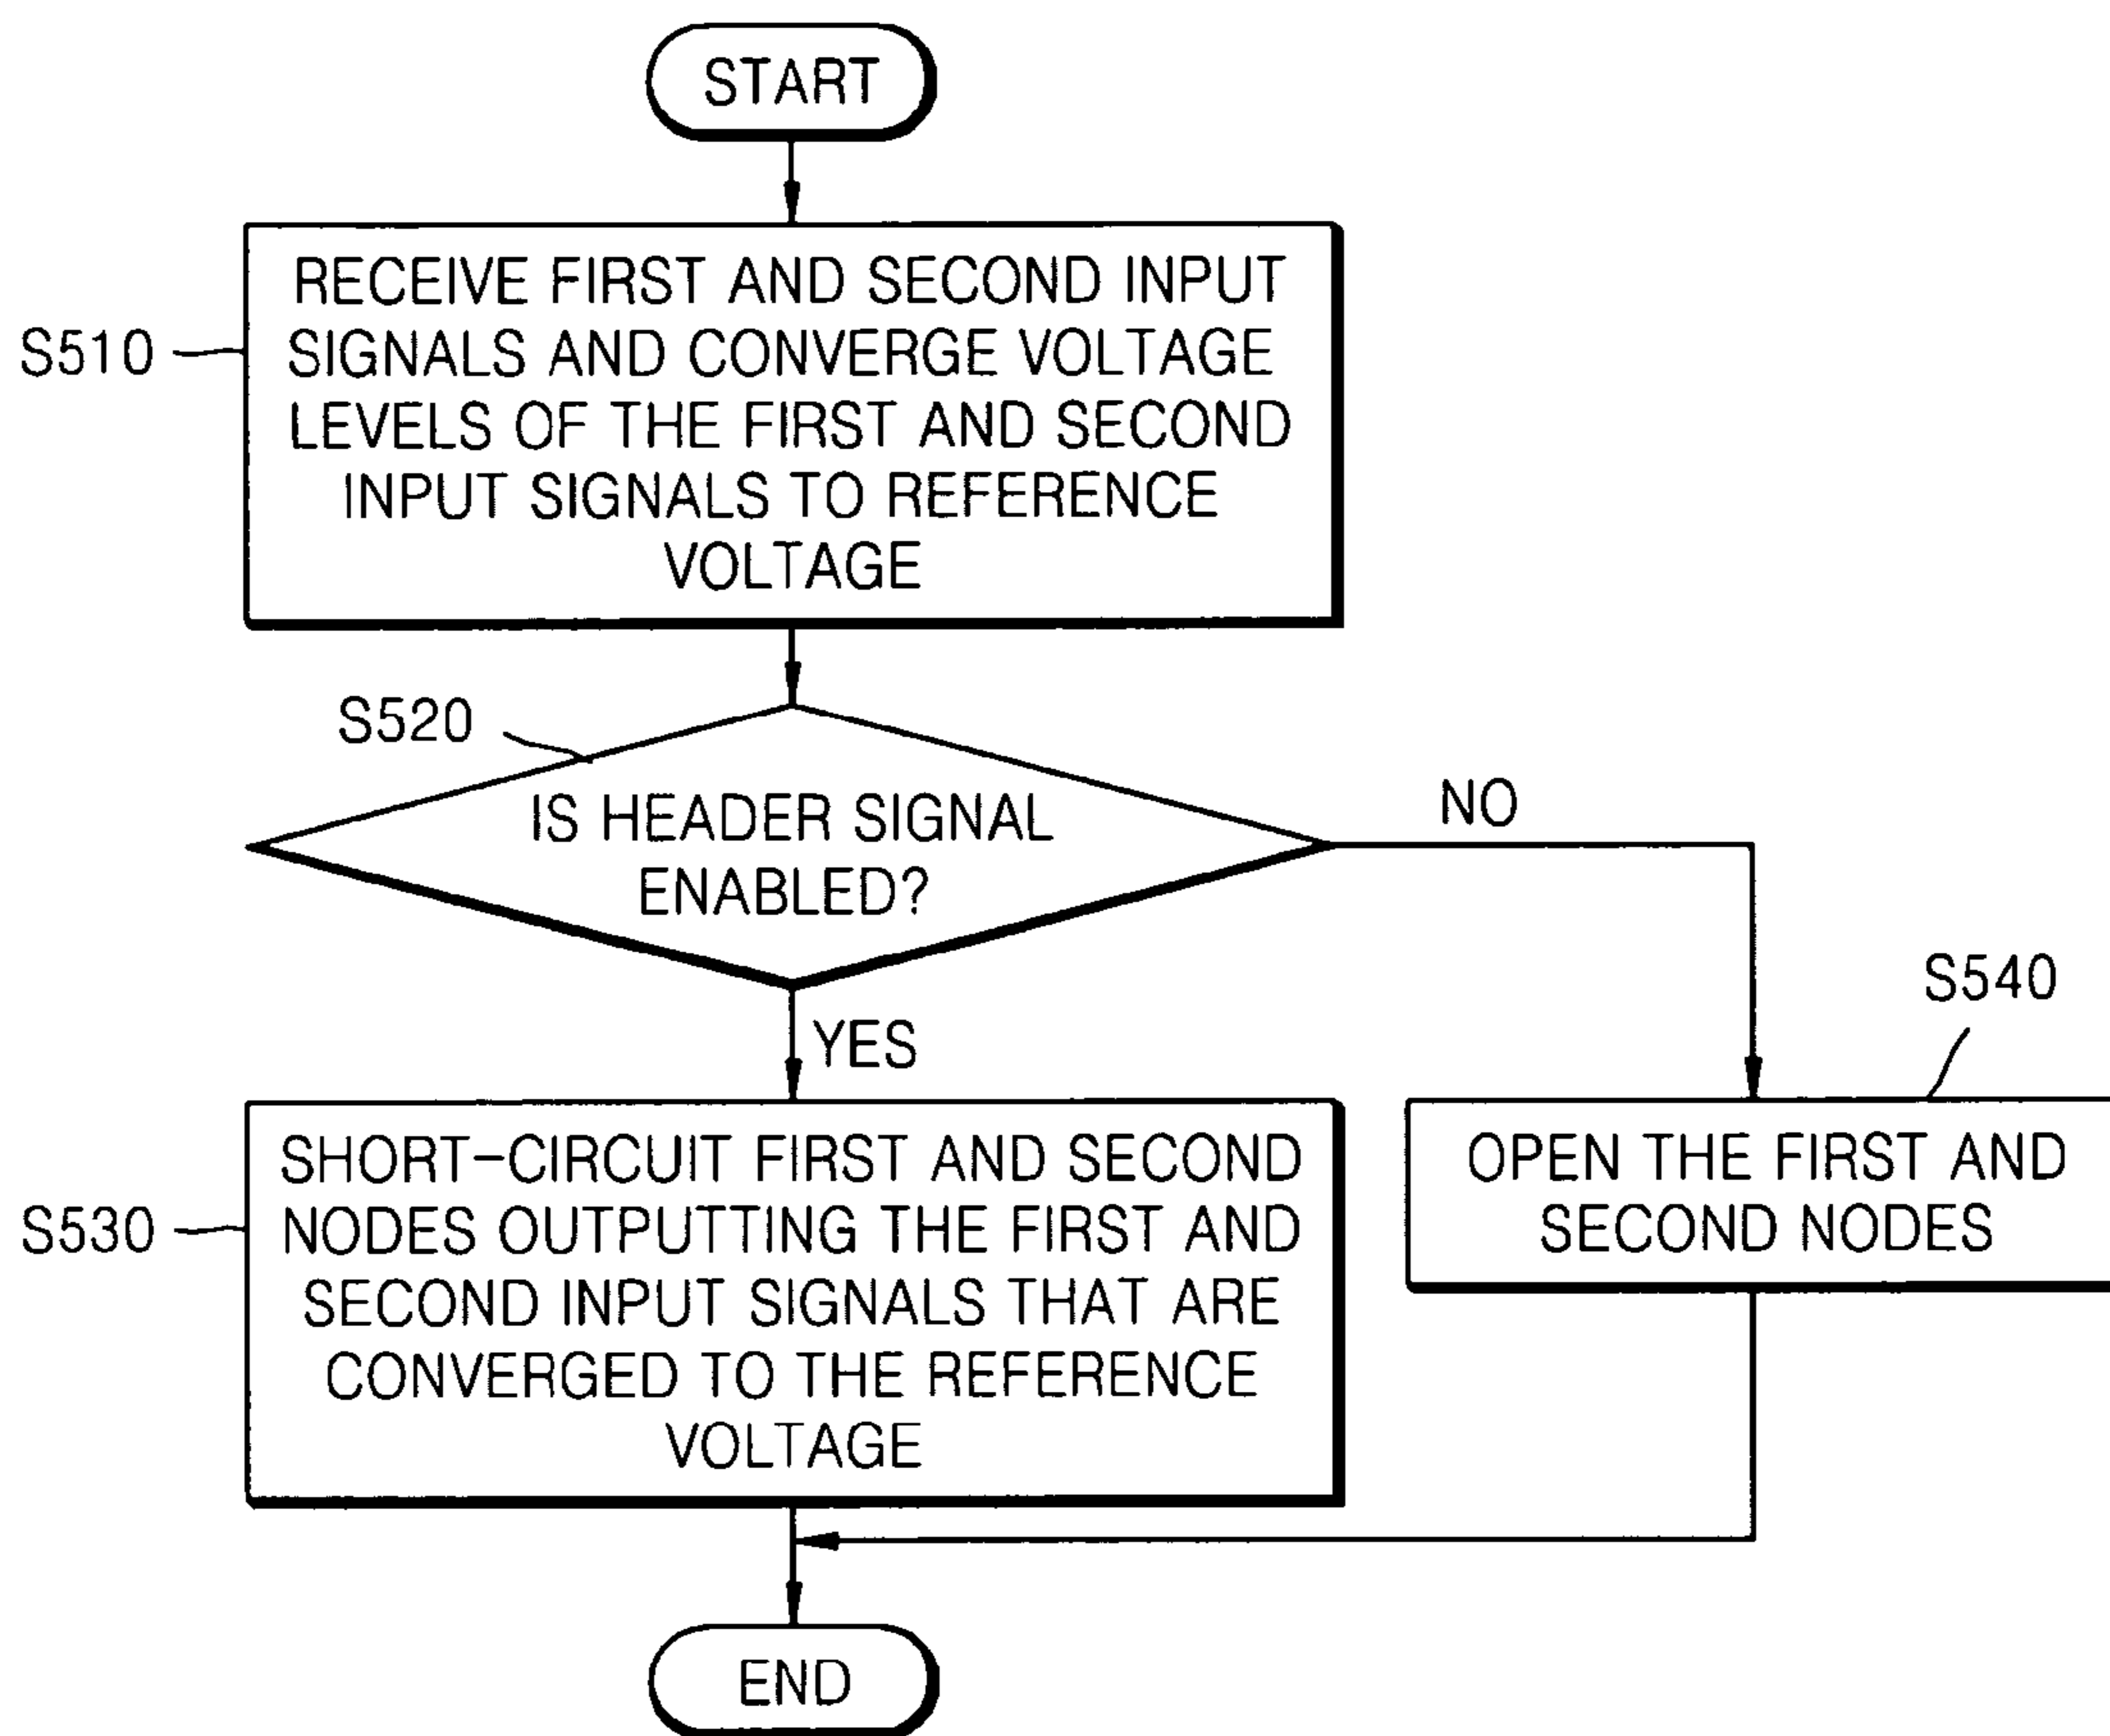 START
S510
RECEIVE FIRST AND SECOND INPUT
SIGNALS AND CONVERGE VOLTAGE
LEVELS OF THE FIRST AND SECOND
INPUT SIGNALS TO REFERENCE
VOLTAGE
S520
IS HEADER SIGNAL
ENABLED?
NO
YES
S530
SHORT-CIRCUIT FIRST AND SECOND
NODES OUTPUTTING THE FIRST AND
SECOND INPUT SIGNALS THAT ARE
CONVERGED TO THE REFERENCE
VOLTAGE
S540
OPEN THE FIRST AND
SECOND NODES
END